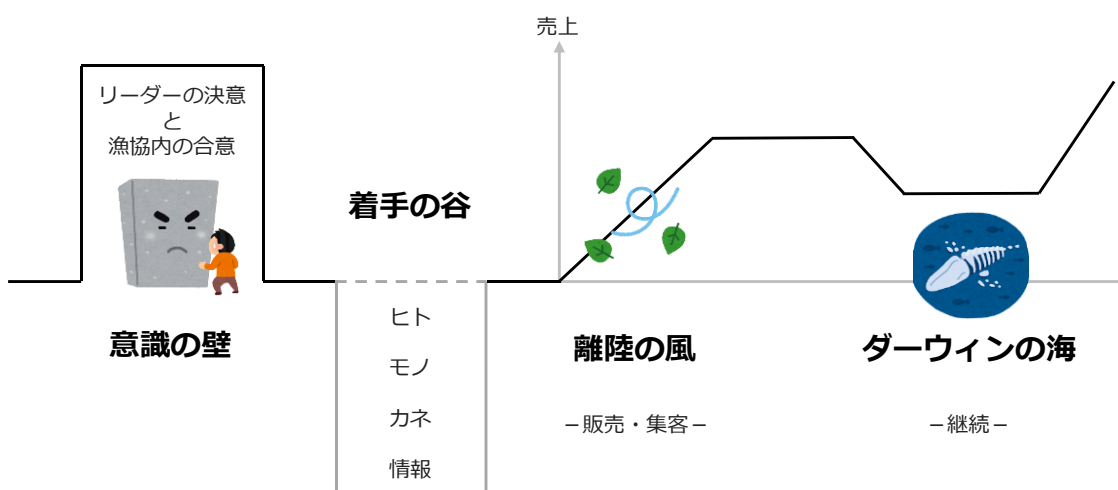 リーダーの決意
と
漁協内の合意
意識の壁
着手の谷
ヒト
モノ
カネ
情報
売上
離陸の風
－販売・集客－
ダーウィンの海
－継続－